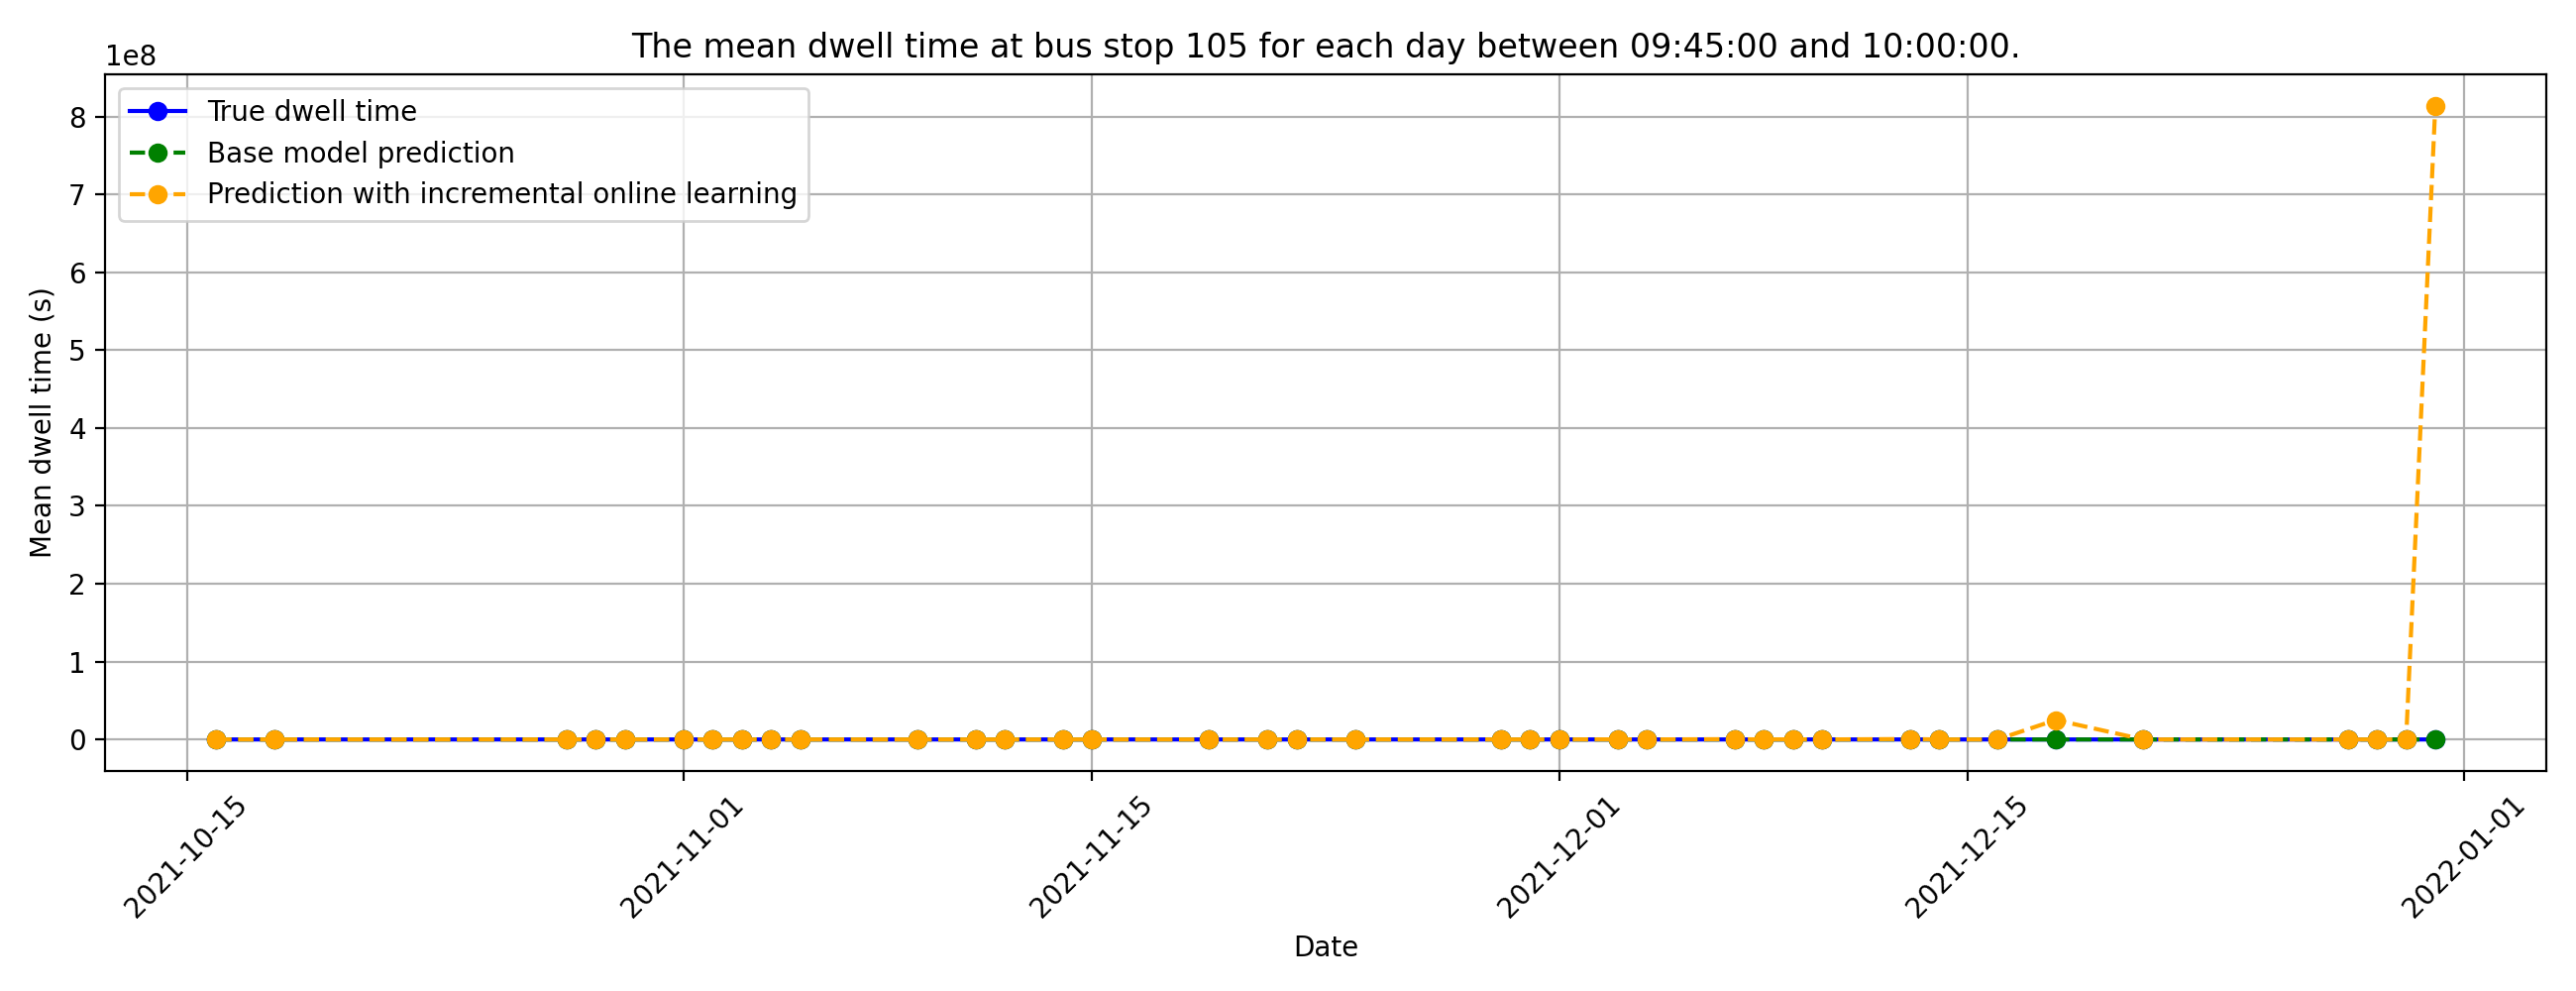 The mean dwell time at bus stop 105 for each day between 09:45:00 and 10:00:00.
1e8
True dwell time
Base model prediction
Prediction with incremental online learning
8
7
6
5
4
3
2
1
0
Mean dwell time (s)
2021-10-15
2021-11-01
2021-11-15
2021-12-01
2021-12-15
2022-01-01
Date